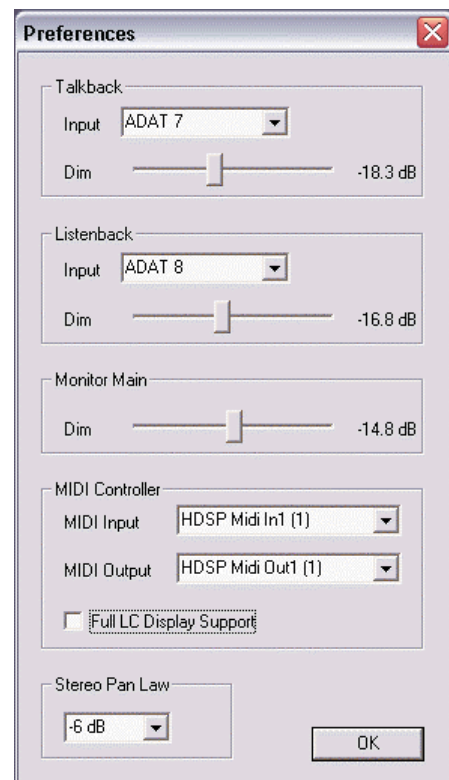 Preferences
Talkback
Input ADAT 7
Dim -18.3 dB
Listenback
Input ADAT 8
Dim -16.8 dB
Monitor Main
Dim -14.8 dB
MIDI Controller
MIDI Input HDSP Midi In1 (1)
MIDI Output HDSP Midi Out1 (1)
Full LC Display Support
Stereo Pan Law
-6 dB
OK